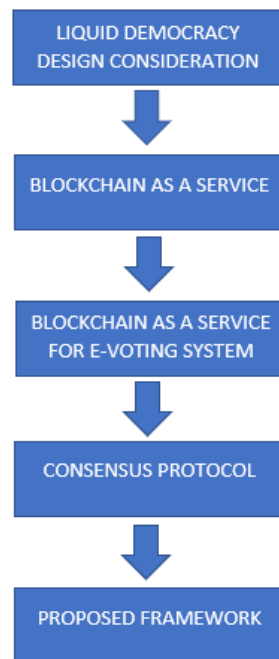 LIQUID DEMOCRACY
DESIGN CONSIDERATION
BLOCKCHAIN AS A SERVICE
BLOCKCHAIN AS A SERVICE
FOR E-VOTING SYSTEM
CONSENSUS PROTOCOL
PROPOSED FRAMEWORK